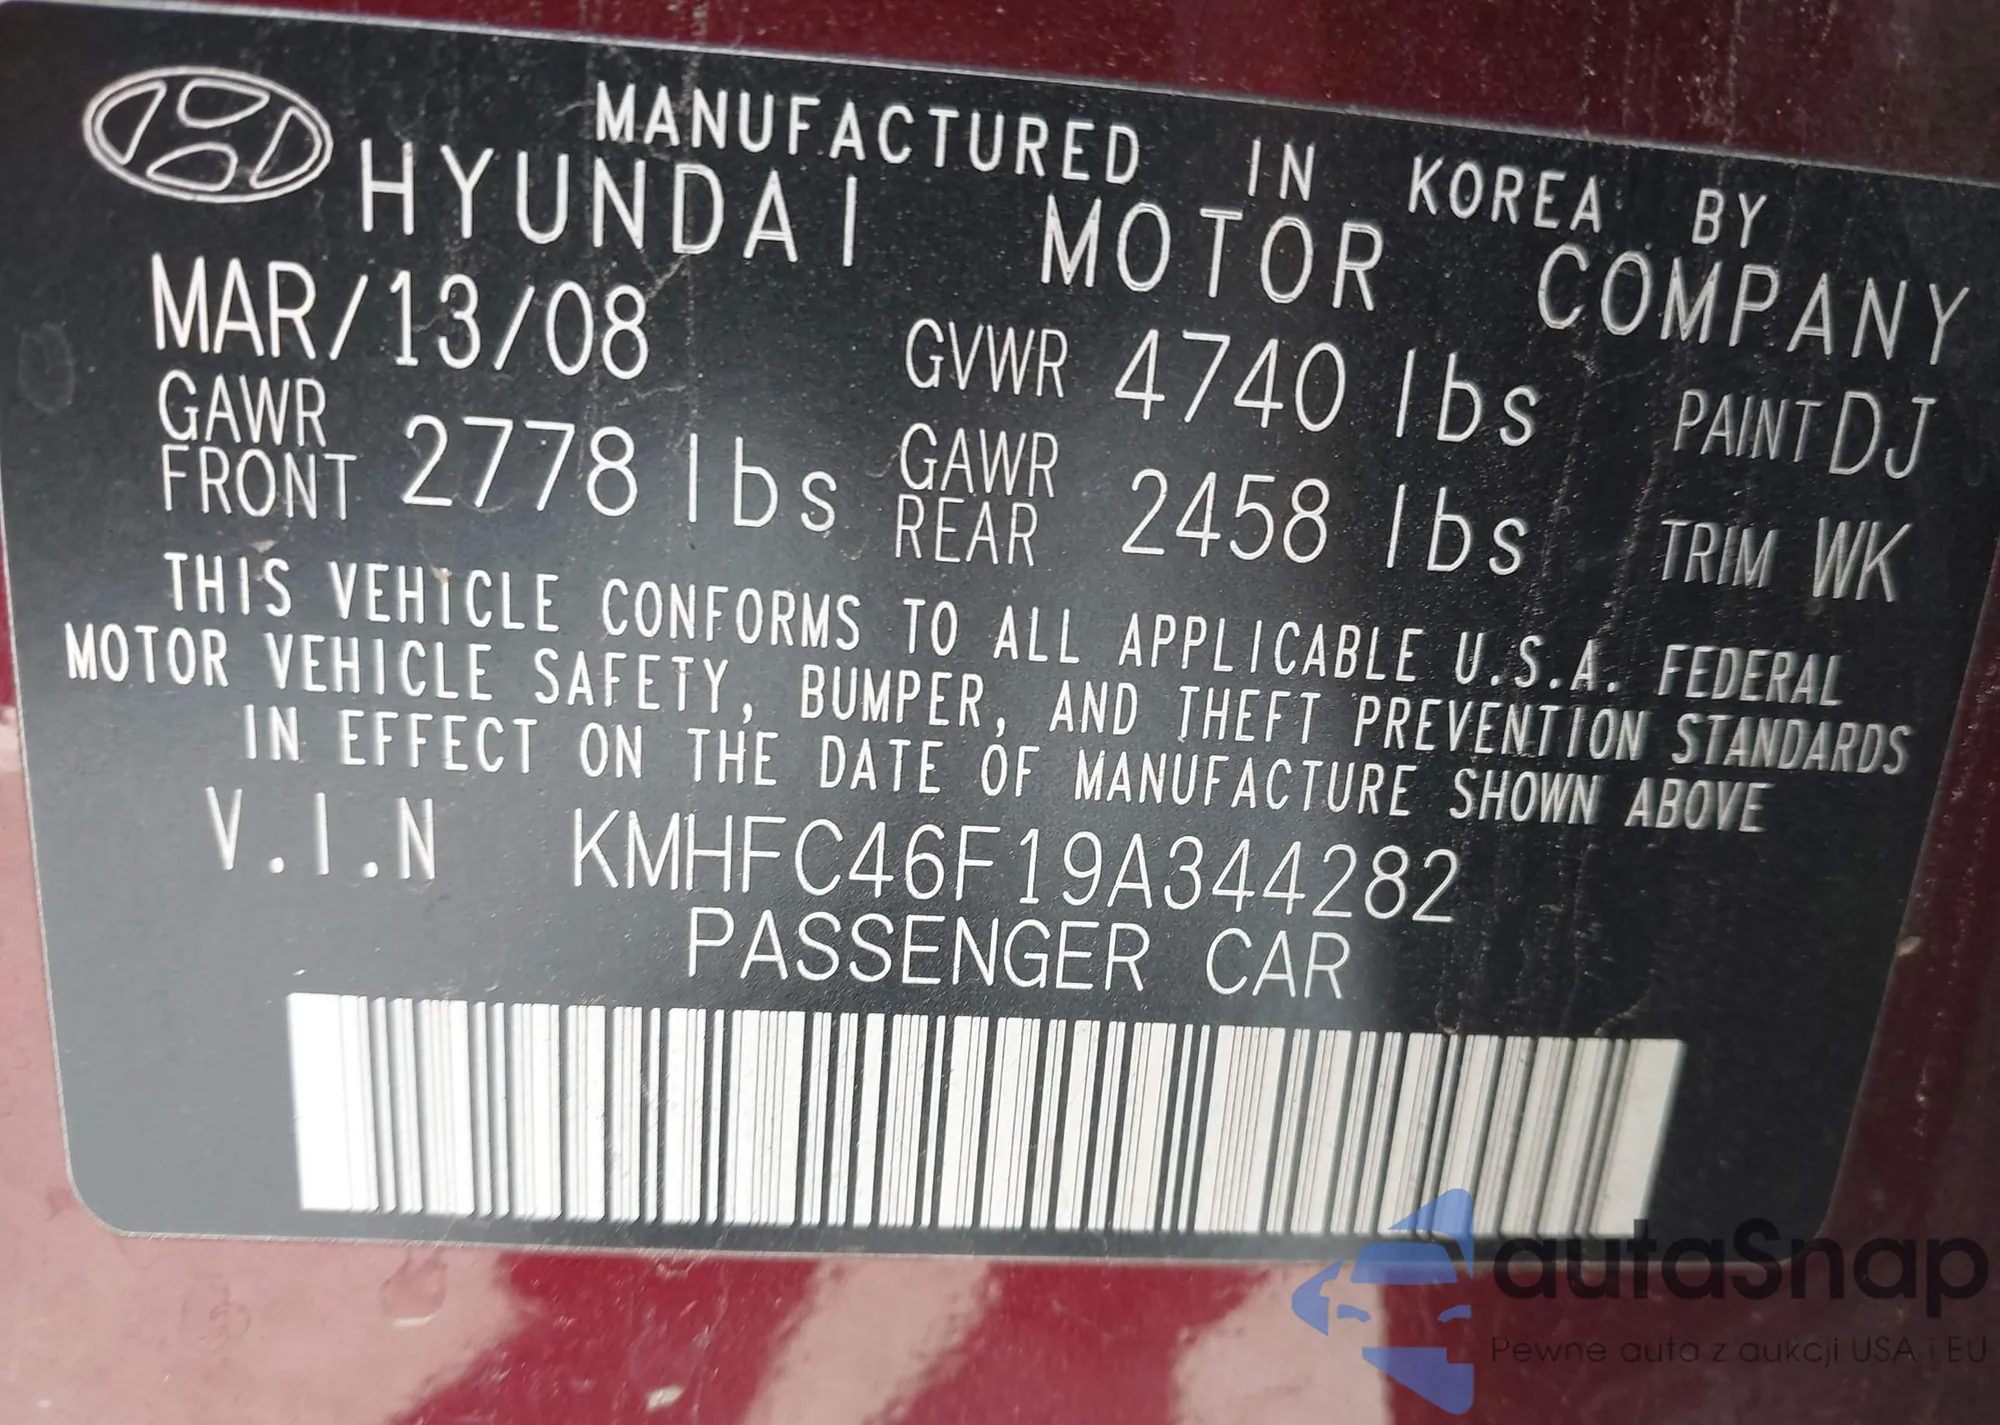 MANUFACTURED IN KOREA BY
HYUNDAI MOTOR COMPANY
MAR/13/08 GVWR 4740 lbs PAINT DJ
GAWR FRONT 2778 lbs GAWR REAR 2458 lbs TRIM WK
THIS VEHICLE CONFORMS TO ALL APPLICABLE U.S.A. FEDERAL
MOTOR VEHICLE SAFETY, BUMPER, AND THEFT PREVENTION STANDARDS
IN EFFECT ON THE DATE OF MANUFACTURE SHOWN ABOVE
V.I.N KMHFC46F19A344282
PASSENGER CAR
autaSnap
Pewne auta z aukcji USA i EU